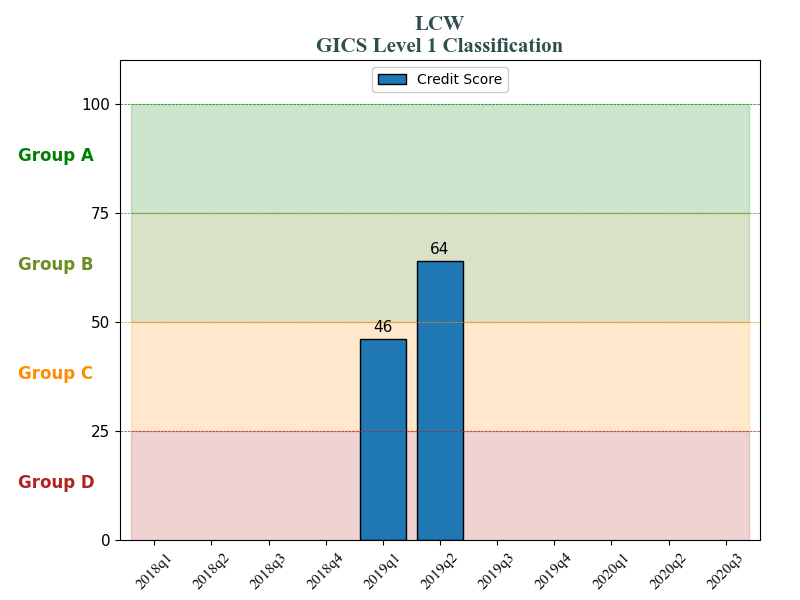 LCW
GICS Level 1 Classification
Credit Score
100
Group A
75
Group B
64
50
46
Group C
25
Group D
0
2018q1 2018q2 2018q3 2018q4 2019q1 2019q2 2019q3 2019q4 2020q1 2020q2 2020q3